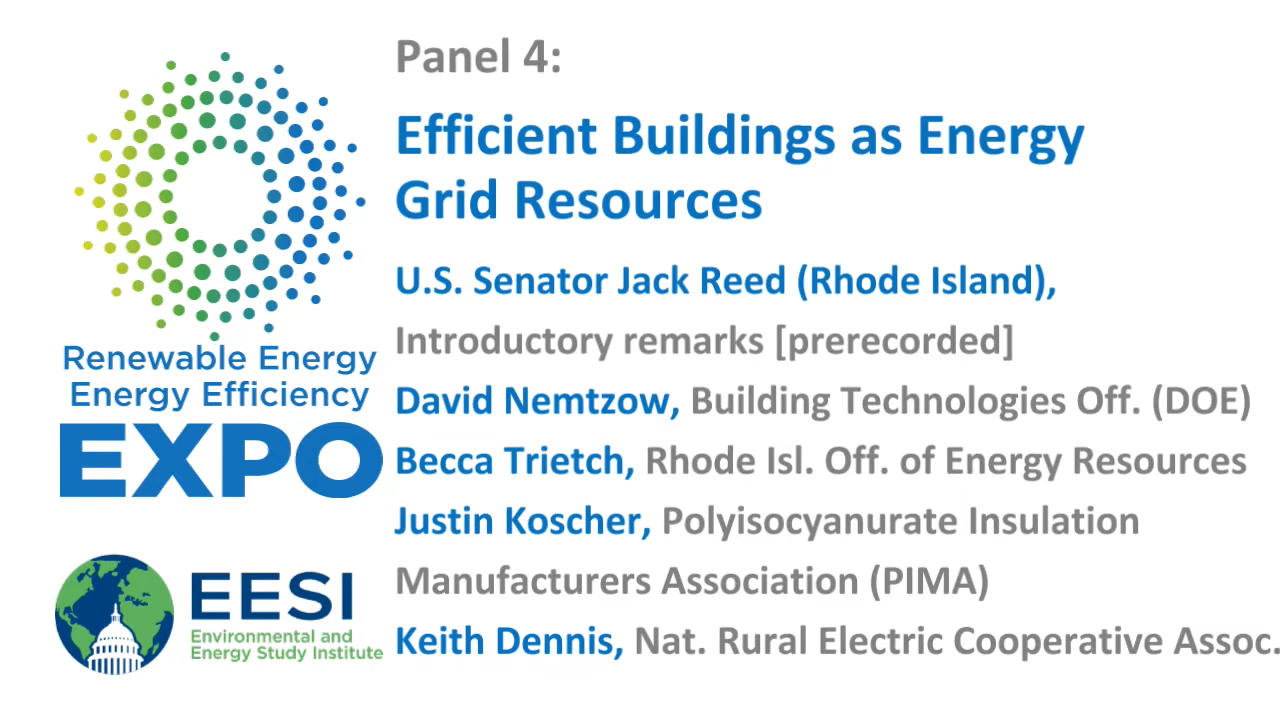 Panel 4:
Efficient Buildings as Energy
Grid Resources
U.S. Senator Jack Reed (Rhode Island),
Introductory remarks [prerecorded]
David Nemtzow, Building Technologies Off. (DOE)
Becca Trietch, Rhode Isl. Off. of Energy Resources
Justin Koscher, Polyisocyanurate Insulation
Manufacturers Association (PIMA)
Keith Dennis, Nat. Rural Electric Cooperative Assoc.
Renewable Energy
Energy Efficiency
EXPO
EESI
Environmental and
Energy Study Institute